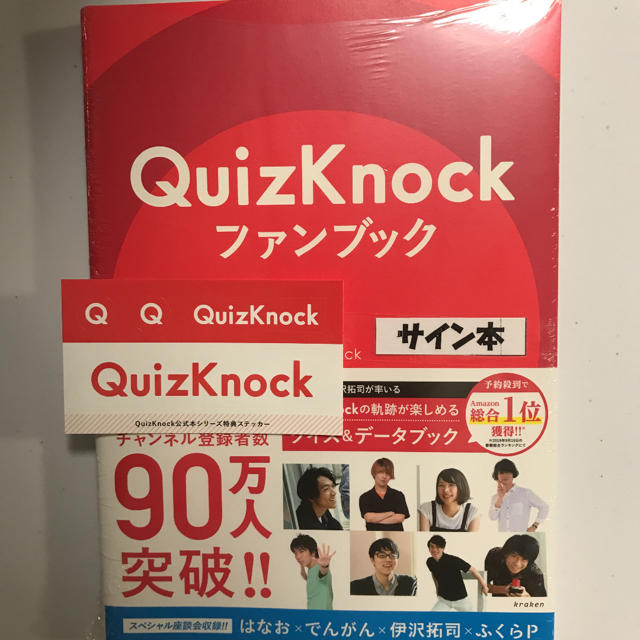 QuizKnock
ファンブック
サイン本
Q Q QuizKnock
QuizKnock
QuizKnock公式本シリーズ特典ステッカー
ck
沢拓司が率いる
ockの軌跡が楽しめる
クイズ&データブック
予約殺到で
Amazon
総合1位
獲得!!*
チャンネル登録者数
90万人
突破!!
kraken
スペシャル座談会収録!! はなお×でんがん×伊沢拓司×ふくらP